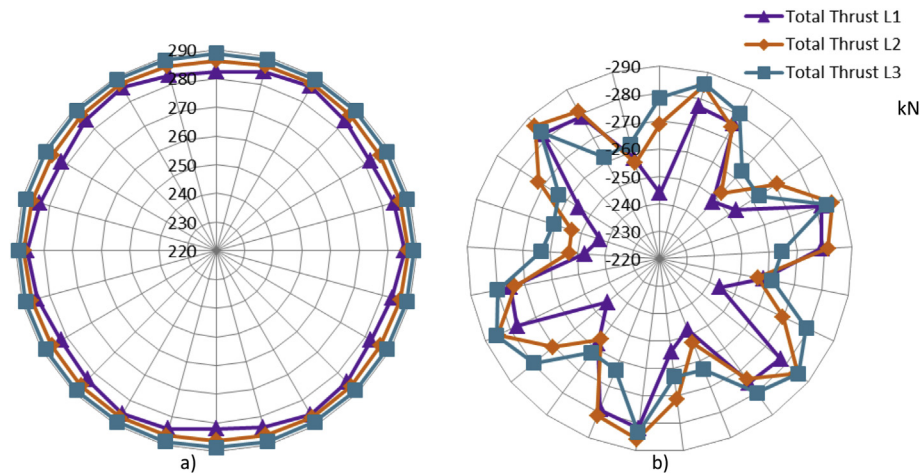 Total Thrust L1
Total Thrust L2
Total Thrust L3
kN
290
280
270
260
250
240
230
220
-290
-280
-270
-260
-250
-240
-230
-220
a)
b)